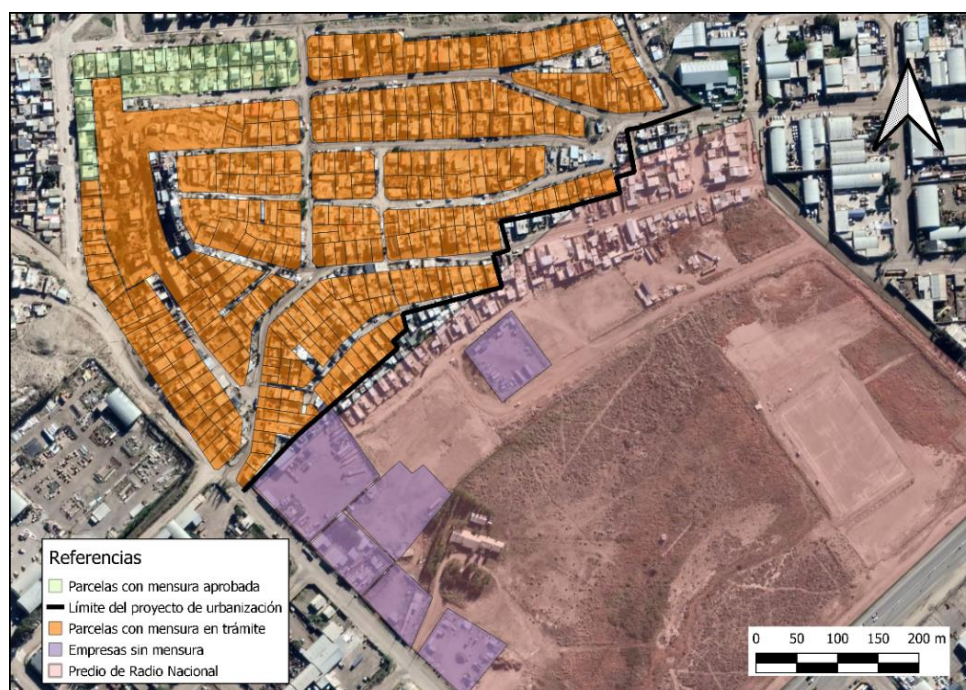 Referencias
Parcelas con mensura aprobada
Límite del proyecto de urbanización
Parcelas con mensura en trámite
Empresas sin mensura
Predio de Radio Nacional
0 50 100 150 200 m